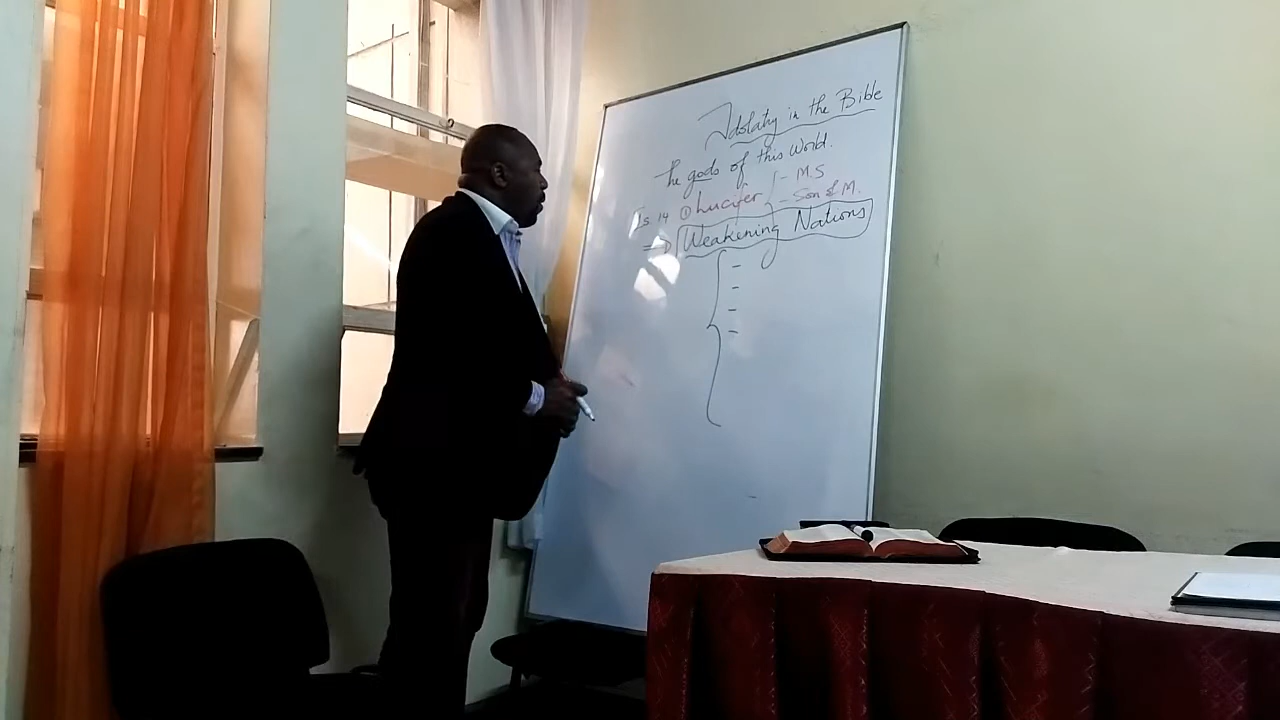 Idolatry in the Bible
The gods of this World.
Is. 14 ① Lucifer { - M.S
- Son of M.
=> Weakening Nations
-
-
-
-